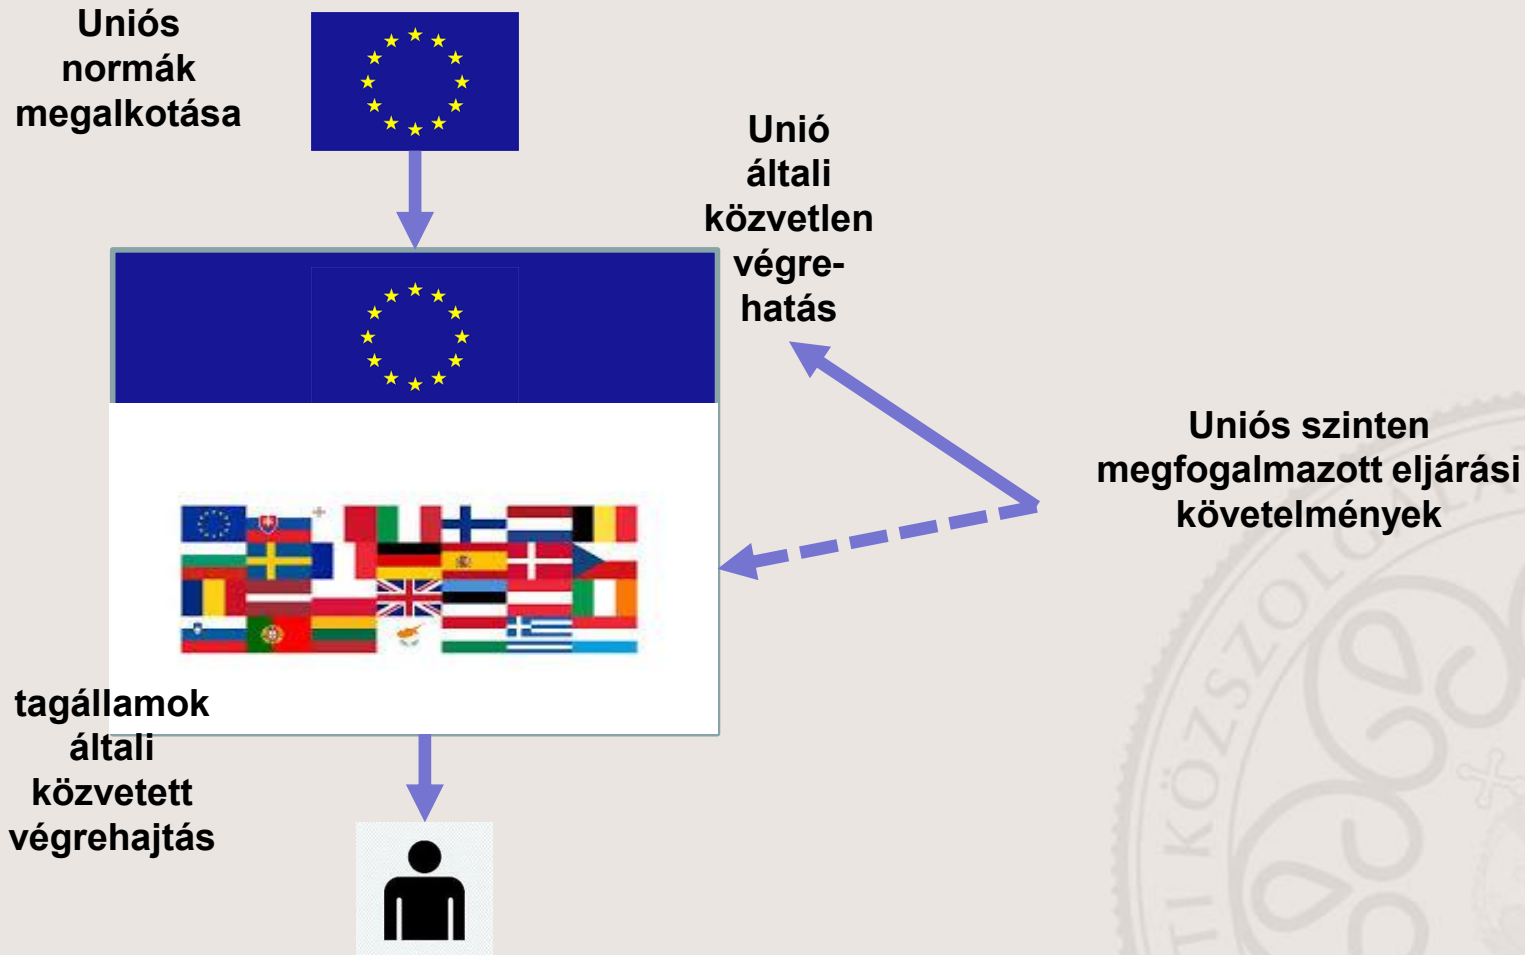 Uniós
normák
megalkotása
Unió
általi
közvetlen
végre-
hatás
Uniós szinten
megfogalmazott eljárási
követelmények
tagállamok
általi
közvetett
végrehajtás